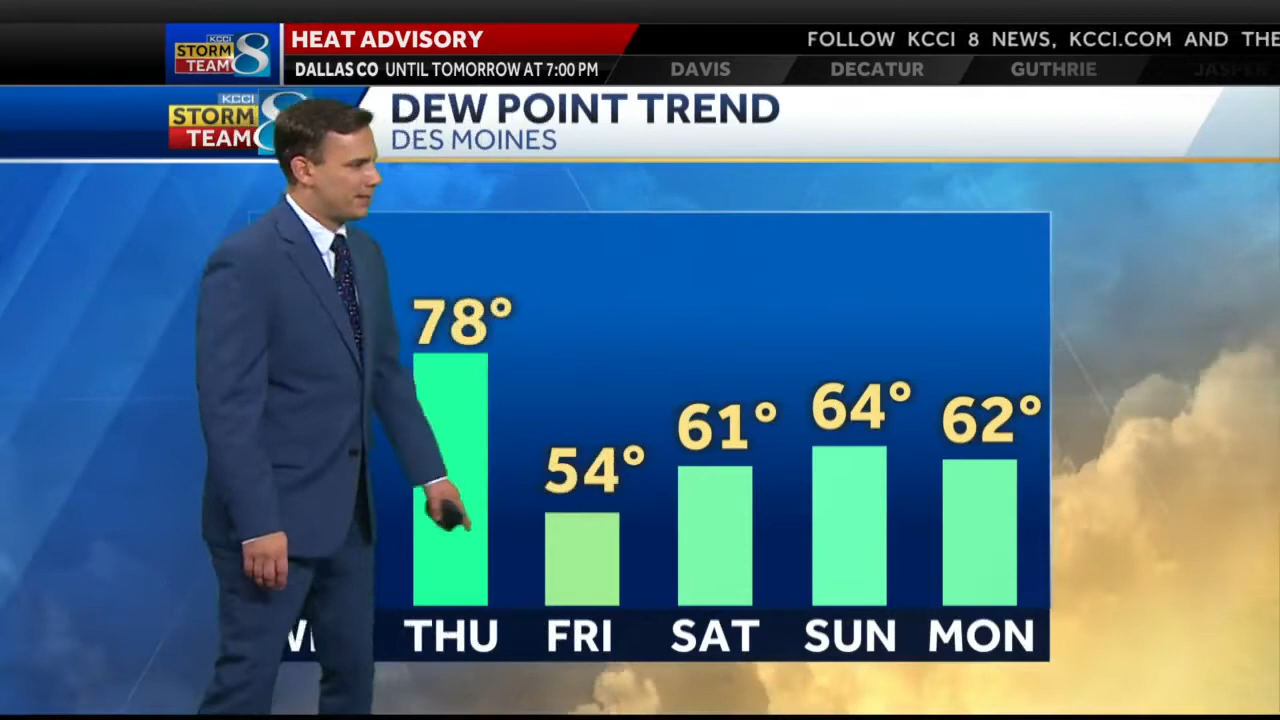 KCCI
STORM
TEAM 8
HEAT ADVISORY
DALLAS CO UNTIL TOMORROW AT 7:00 PM
FOLLOW KCCI 8 NEWS, KCCI.COM AND THE
DAVIS DECATUR GUTHRIE JASPER
KCCI
STORM
TEAM 8
DEW POINT TREND
DES MOINES
78°
54°
61°
64°
62°
THU FRI SAT SUN MON